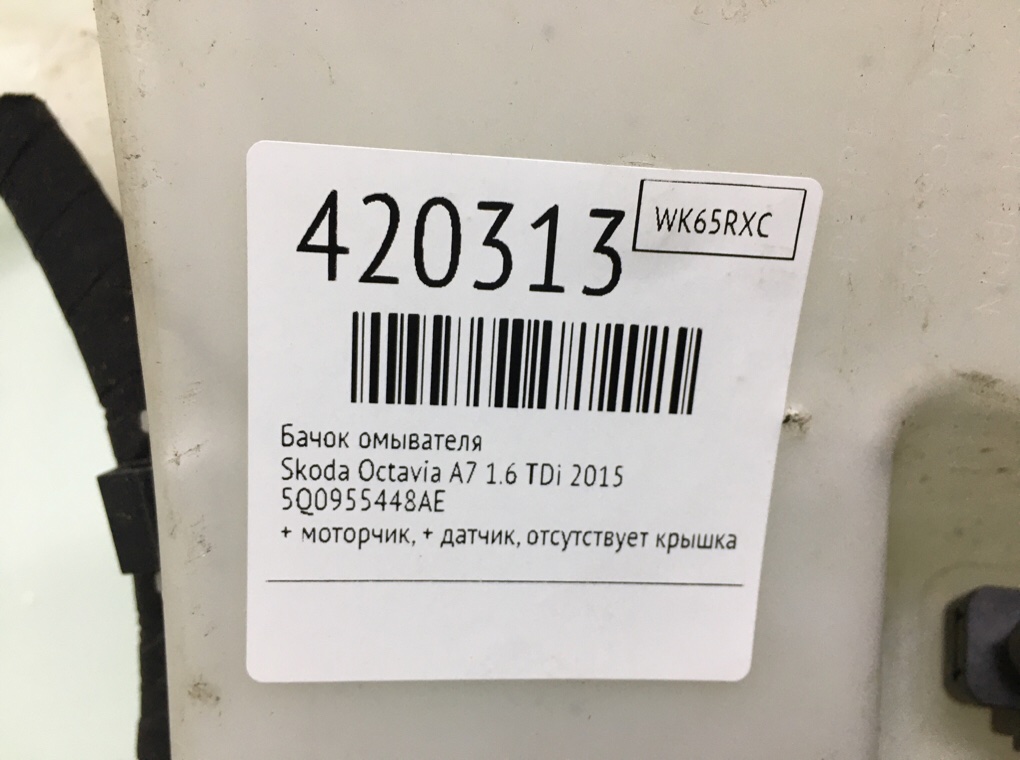 420313
WK65RXC
Бачок омывателя
Skoda Octavia A7 1.6 TDi 2015
5Q0955448AE
+ моторчик, + датчик, отсутствует крышка